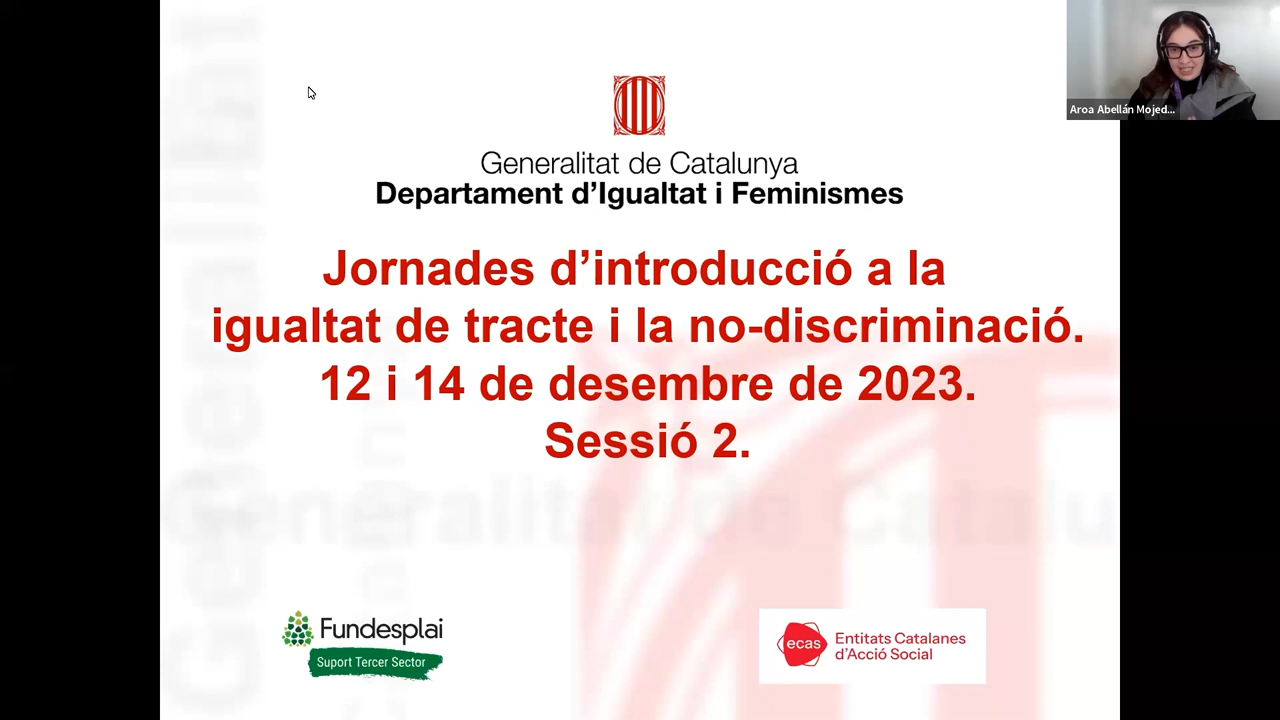 Aroa Abellán Mojed...
Generalitat de Catalunya
Departament d'Igualtat i Feminismes
Jornades d'introducció a la
igualtat de tracte i la no-discriminació.
12 i 14 de desembre de 2023.
Sessió 2.
Fundesplai
Suport Tercer Sector
ecas
Entitats Catalanes
d'Acció Social